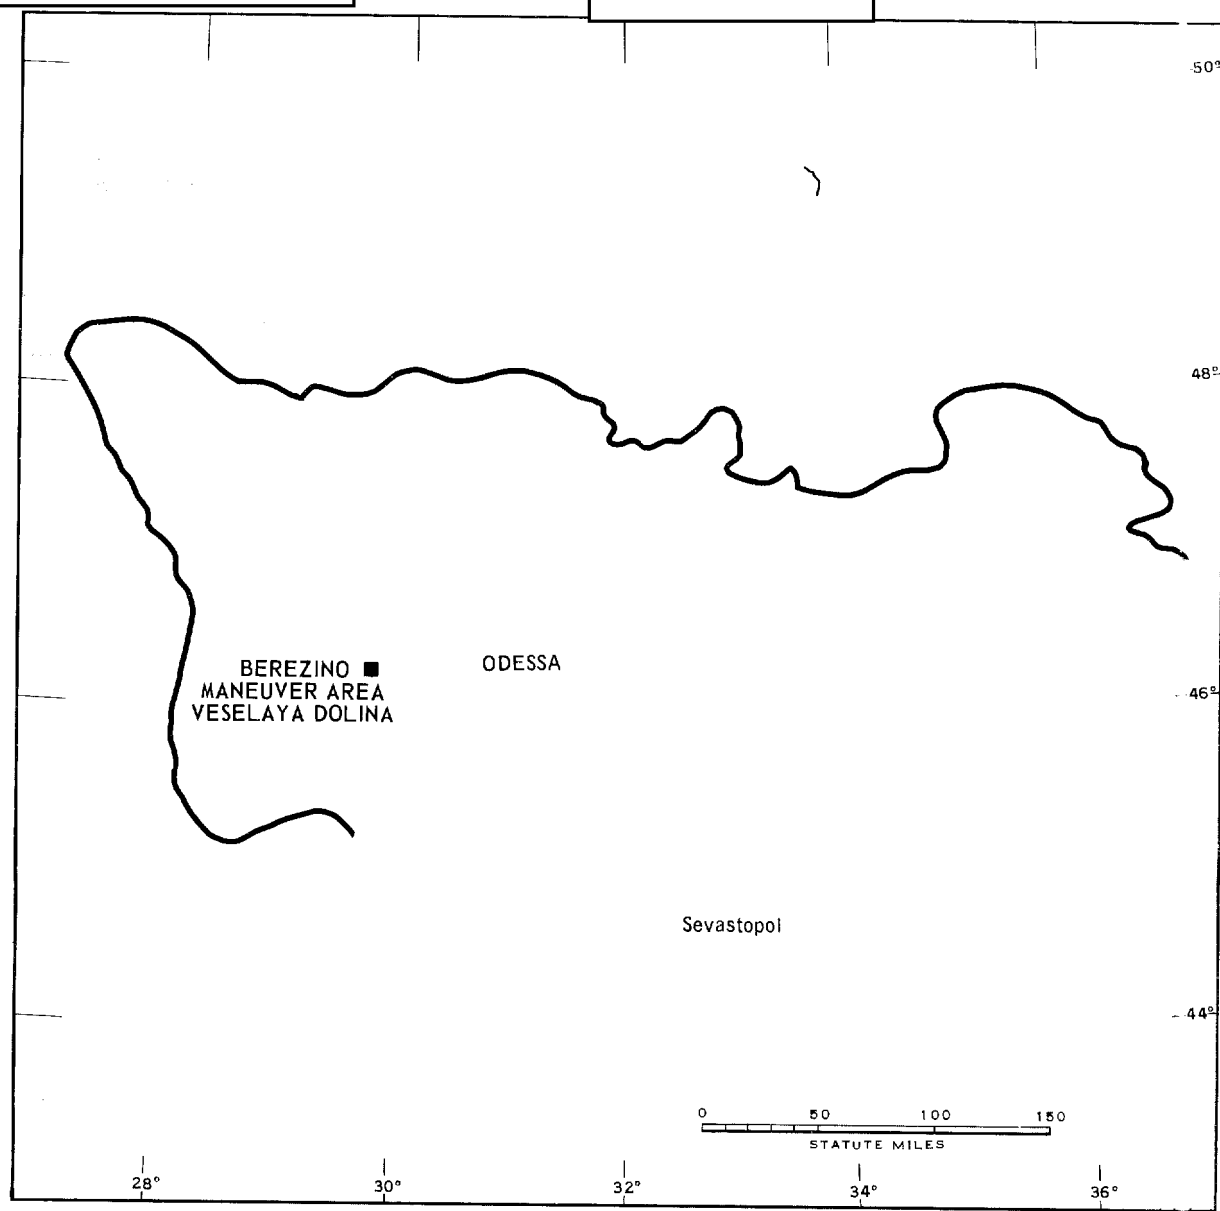 50°
48°
BEREZINO
MANEUVER AREA
VESELAYA DOLINA
ODESSA
46°
Sevastopol
44°
0 50 100 150
STATUTE MILES
28° 30° 32° 34° 36°